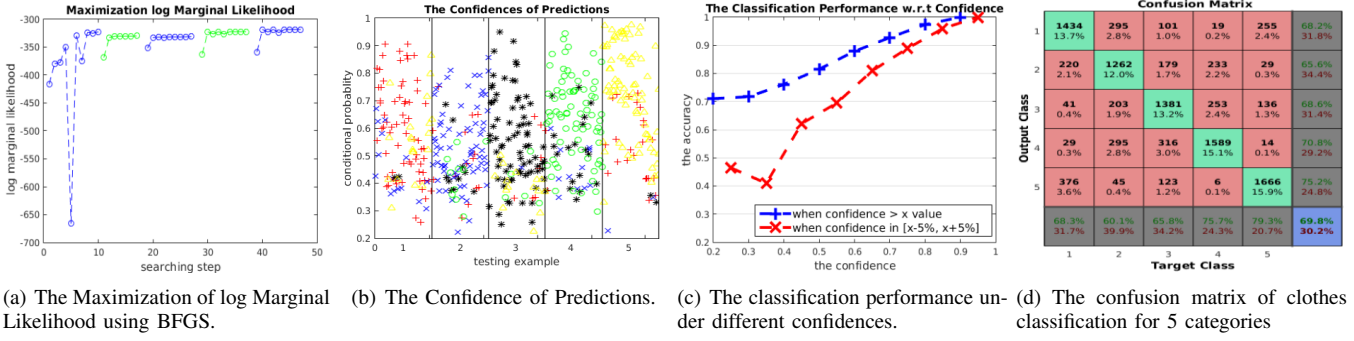 Maximization log Marginal Likelihood
-300
-350
-400
-450
-500
-550
-600
-650
-700
log marginal likelihood
0 10 20 30 40 50
searching step
(a) The Maximization of log Marginal
Likelihood using BFGS.
The Confidences of Predictions
1
0.9
0.8
0.7
0.6
0.5
0.4
0.3
0.2
conditional probablity
0 1 2 3 4 5
testing example
(b) The Confidence of Predictions.
The Classification Performance w.r.t Confidence
1
0.9
0.8
0.7
0.6
0.5
0.4
0.3
0.2
the accuracy
when confidence > x value
when confidence in [x-5%, x+5%]
0.2 0.3 0.4 0.5 0.6 0.7 0.8 0.9 1
the confidence
(c) The classification performance un-
der different confidences.
Confusion Matrix
Output Class
1 1434 295 101 19 255 68.2%
13.7% 2.8% 1.0% 0.2% 2.4% 31.8%
2 220 1262 179 233 29 65.6%
2.1% 12.0% 1.7% 2.2% 0.3% 34.4%
3 41 203 1381 253 136 68.6%
0.4% 1.9% 13.2% 2.4% 1.3% 31.4%
4 29 295 316 1589 14 70.8%
0.3% 2.8% 3.0% 15.1% 0.1% 29.2%
5 376 45 123 6 1666 75.2%
3.6% 0.4% 1.2% 0.1% 15.9% 24.8%
68.3% 60.1% 65.8% 75.7% 79.3% 69.8%
31.7% 39.9% 34.2% 24.3% 20.7% 30.2%
1 2 3 4 5
Target Class
(d) The confusion matrix of clothes
classification for 5 categories